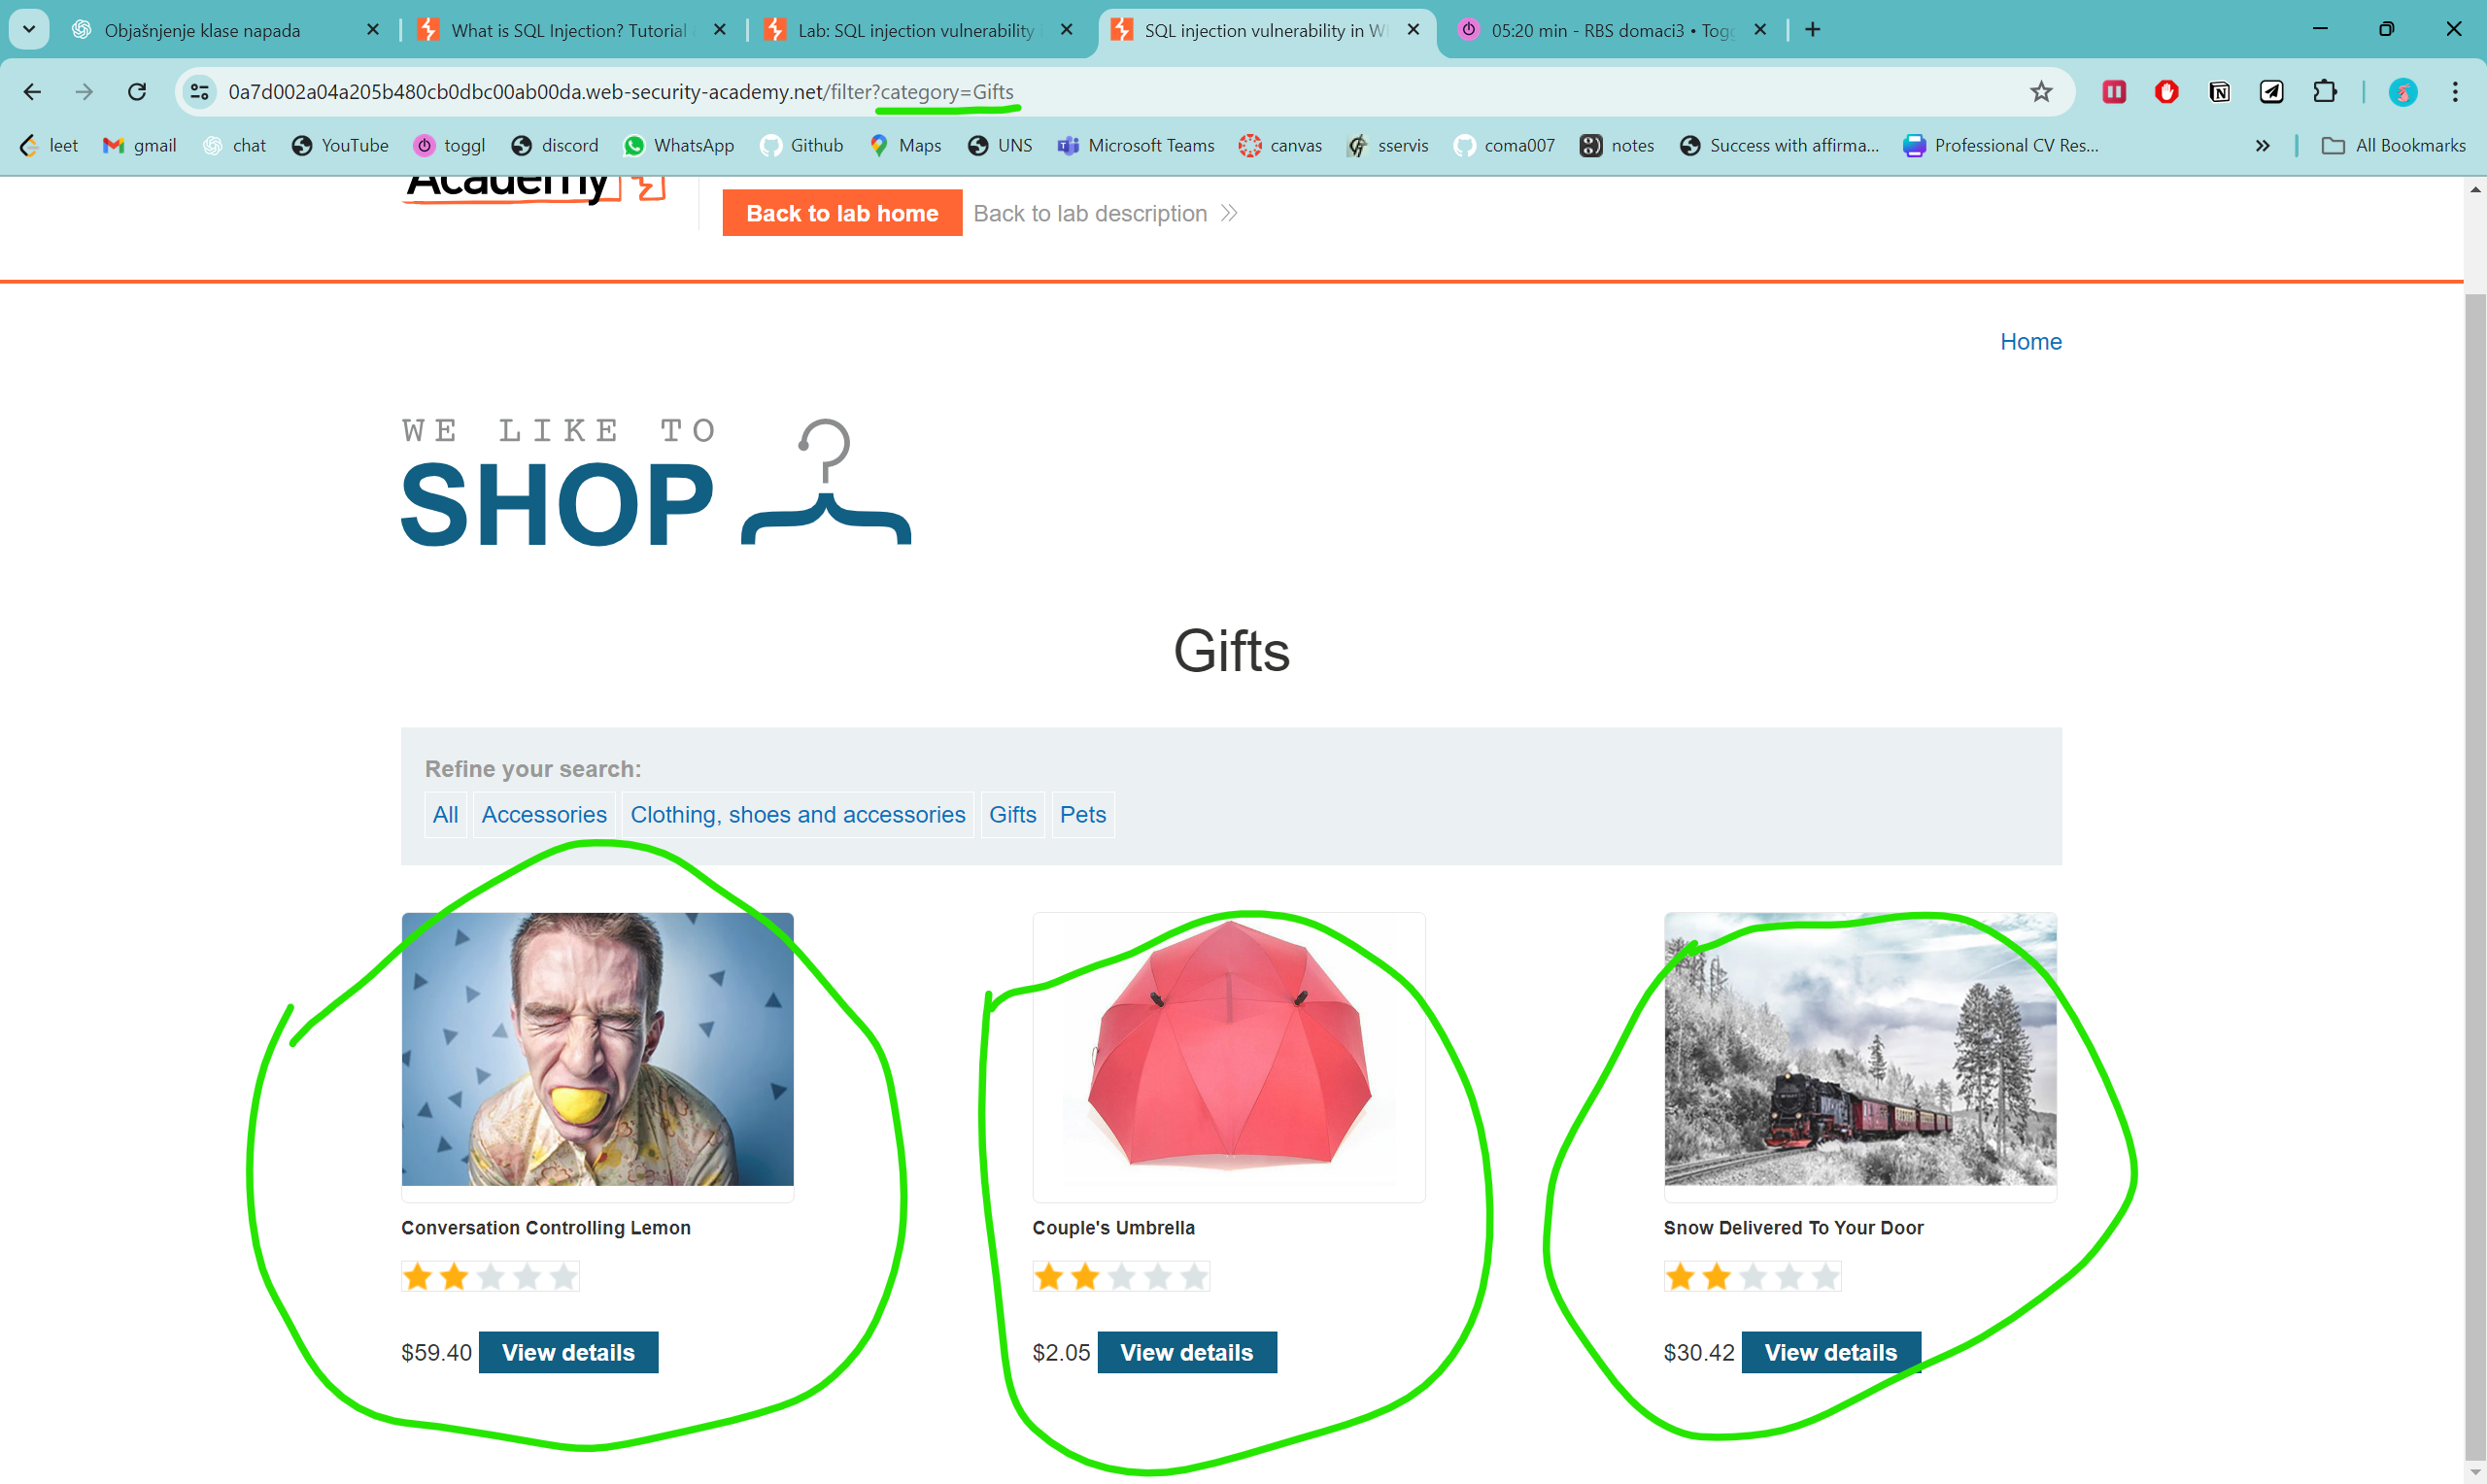 Objašnjenje klase napada
What is SQL Injection? Tutorial
Lab: SQL injection vulnerability
SQL injection vulnerability in W
05:20 min - RBS domaci3 • Togg
0a7d002a04a205b480cb0dbc00ab00da.web-security-academy.net/filter?category=Gifts
leet gmail chat YouTube toggl discord WhatsApp Github Maps UNS Microsoft Teams canvas sservis coma007 notes Success with affirma... Professional CV Res... » All Bookmarks
Academy
Back to lab home Back to lab description
Home
WE LIKE TO
SHOP
Gifts
Refine your search:
All Accessories Clothing, shoes and accessories Gifts Pets
Conversation Controlling Lemon
$59.40 View details
Couple's Umbrella
$2.05 View details
Snow Delivered To Your Door
$30.42 View details